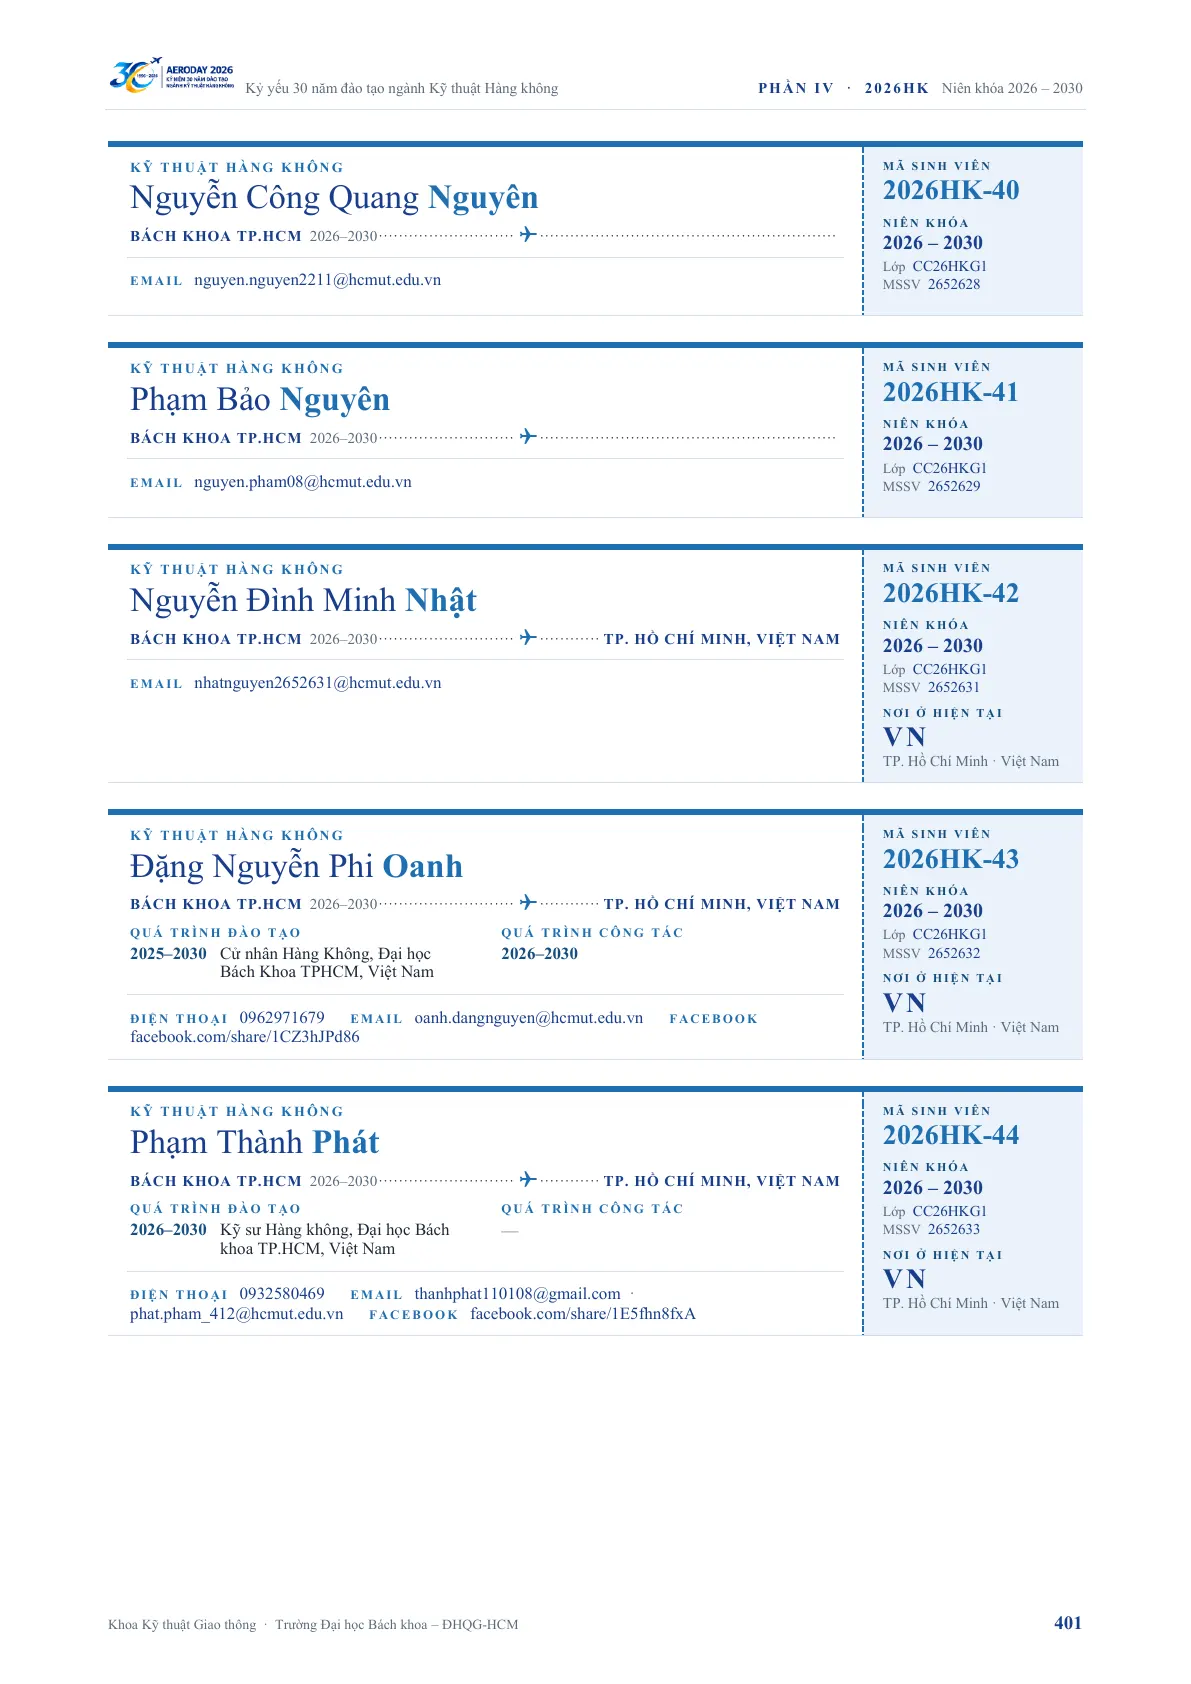 AERODAY 2026
KỶ NIỆM 30 NĂM ĐÀO TẠO
NGÀNH KỸ THUẬT HÀNG KHÔNG
Kỷ yếu 30 năm đào tạo ngành Kỹ thuật Hàng không
PHẦN IV · 2026HK Niên khóa 2026 – 2030
KỸ THUẬT HÀNG KHÔNG
Nguyễn Công Quang Nguyên
BÁCH KHOA TP.HCM 2026–2030
EMAIL nguyen.nguyen2211@hcmut.edu.vn
MÃ SINH VIÊN
2026HK-40
NIÊN KHÓA
2026 – 2030
Lớp CC26HKG1
MSSV 2652628
KỸ THUẬT HÀNG KHÔNG
Phạm Bảo Nguyên
BÁCH KHOA TP.HCM 2026–2030
EMAIL nguyen.pham08@hcmut.edu.vn
MÃ SINH VIÊN
2026HK-41
NIÊN KHÓA
2026 – 2030
Lớp CC26HKG1
MSSV 2652629
KỸ THUẬT HÀNG KHÔNG
Nguyễn Đình Minh Nhật
BÁCH KHOA TP.HCM 2026–2030 TP. HỒ CHÍ MINH, VIỆT NAM
EMAIL nhatnguyen2652631@hcmut.edu.vn
MÃ SINH VIÊN
2026HK-42
NIÊN KHÓA
2026 – 2030
Lớp CC26HKG1
MSSV 2652631
NƠI Ở HIỆN TẠI
VN
TP. Hồ Chí Minh · Việt Nam
KỸ THUẬT HÀNG KHÔNG
Đặng Nguyễn Phi Oanh
BÁCH KHOA TP.HCM 2026–2030 TP. HỒ CHÍ MINH, VIỆT NAM
QUÁ TRÌNH ĐÀO TẠO
2025–2030 Cử nhân Hàng Không, Đại học
Bách Khoa TPHCM, Việt Nam
QUÁ TRÌNH CÔNG TÁC
2026–2030
ĐIỆN THOẠI 0962971679 EMAIL oanh.dangnguyen@hcmut.edu.vn FACEBOOK
facebook.com/share/1CZ3hJPd86
MÃ SINH VIÊN
2026HK-43
NIÊN KHÓA
2026 – 2030
Lớp CC26HKG1
MSSV 2652632
NƠI Ở HIỆN TẠI
VN
TP. Hồ Chí Minh · Việt Nam
KỸ THUẬT HÀNG KHÔNG
Phạm Thành Phát
BÁCH KHOA TP.HCM 2026–2030 TP. HỒ CHÍ MINH, VIỆT NAM
QUÁ TRÌNH ĐÀO TẠO
2026–2030 Kỹ sư Hàng không, Đại học Bách
khoa TP.HCM, Việt Nam
QUÁ TRÌNH CÔNG TÁC
—
ĐIỆN THOẠI 0932580469 EMAIL thanhphat110108@gmail.com ·
phat.pham_412@hcmut.edu.vn FACEBOOK facebook.com/share/1E5fhn8fxA
MÃ SINH VIÊN
2026HK-44
NIÊN KHÓA
2026 – 2030
Lớp CC26HKG1
MSSV 2652633
NƠI Ở HIỆN TẠI
VN
TP. Hồ Chí Minh · Việt Nam
Khoa Kỹ thuật Giao thông · Trường Đại học Bách khoa – ĐHQG-HCM
401